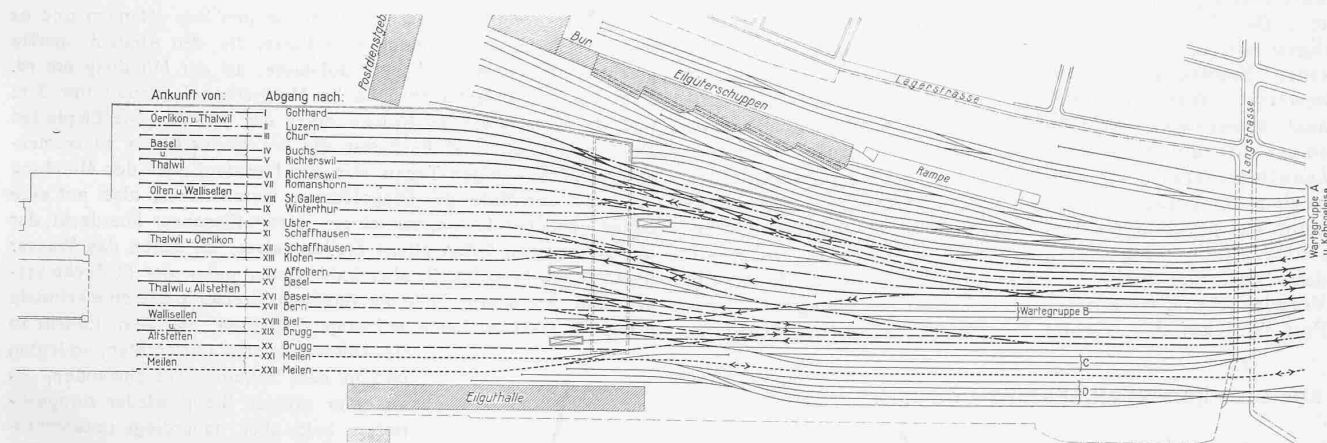 Postdienstgeb
Bur
Eilgüterschuppen
Lagerstrasse
Langstrasse
Rampe
Ankunft von: Abgang nach:
I Gotthard
Oerlikon u. Thalwil
II Luzern
III Chur
Basel
u
Thalwil
IV Buchs
V Richterswil
VI Richterswil
VII Romanshorn
Olten u. Wallisellen
VIII St. Gallen
IX Winterthur
Uster
XI Schaffhausen
Thalwil u. Oerlikon
XII Schaffhausen
XIII Kloten
XIV Affoltern
XV Basel
Thalwil u. Altstetten
XVI Basel
XVII Bern
Wallisellen
u.
Altstetten
XVIII Biel
XIX Brugg
XX Brugg
XXI Meilen
Meilen
XXII Meilen
Wartegruppe A
u. Kehrgeleise
Wartegruppe B
C
D
Eilguthalle